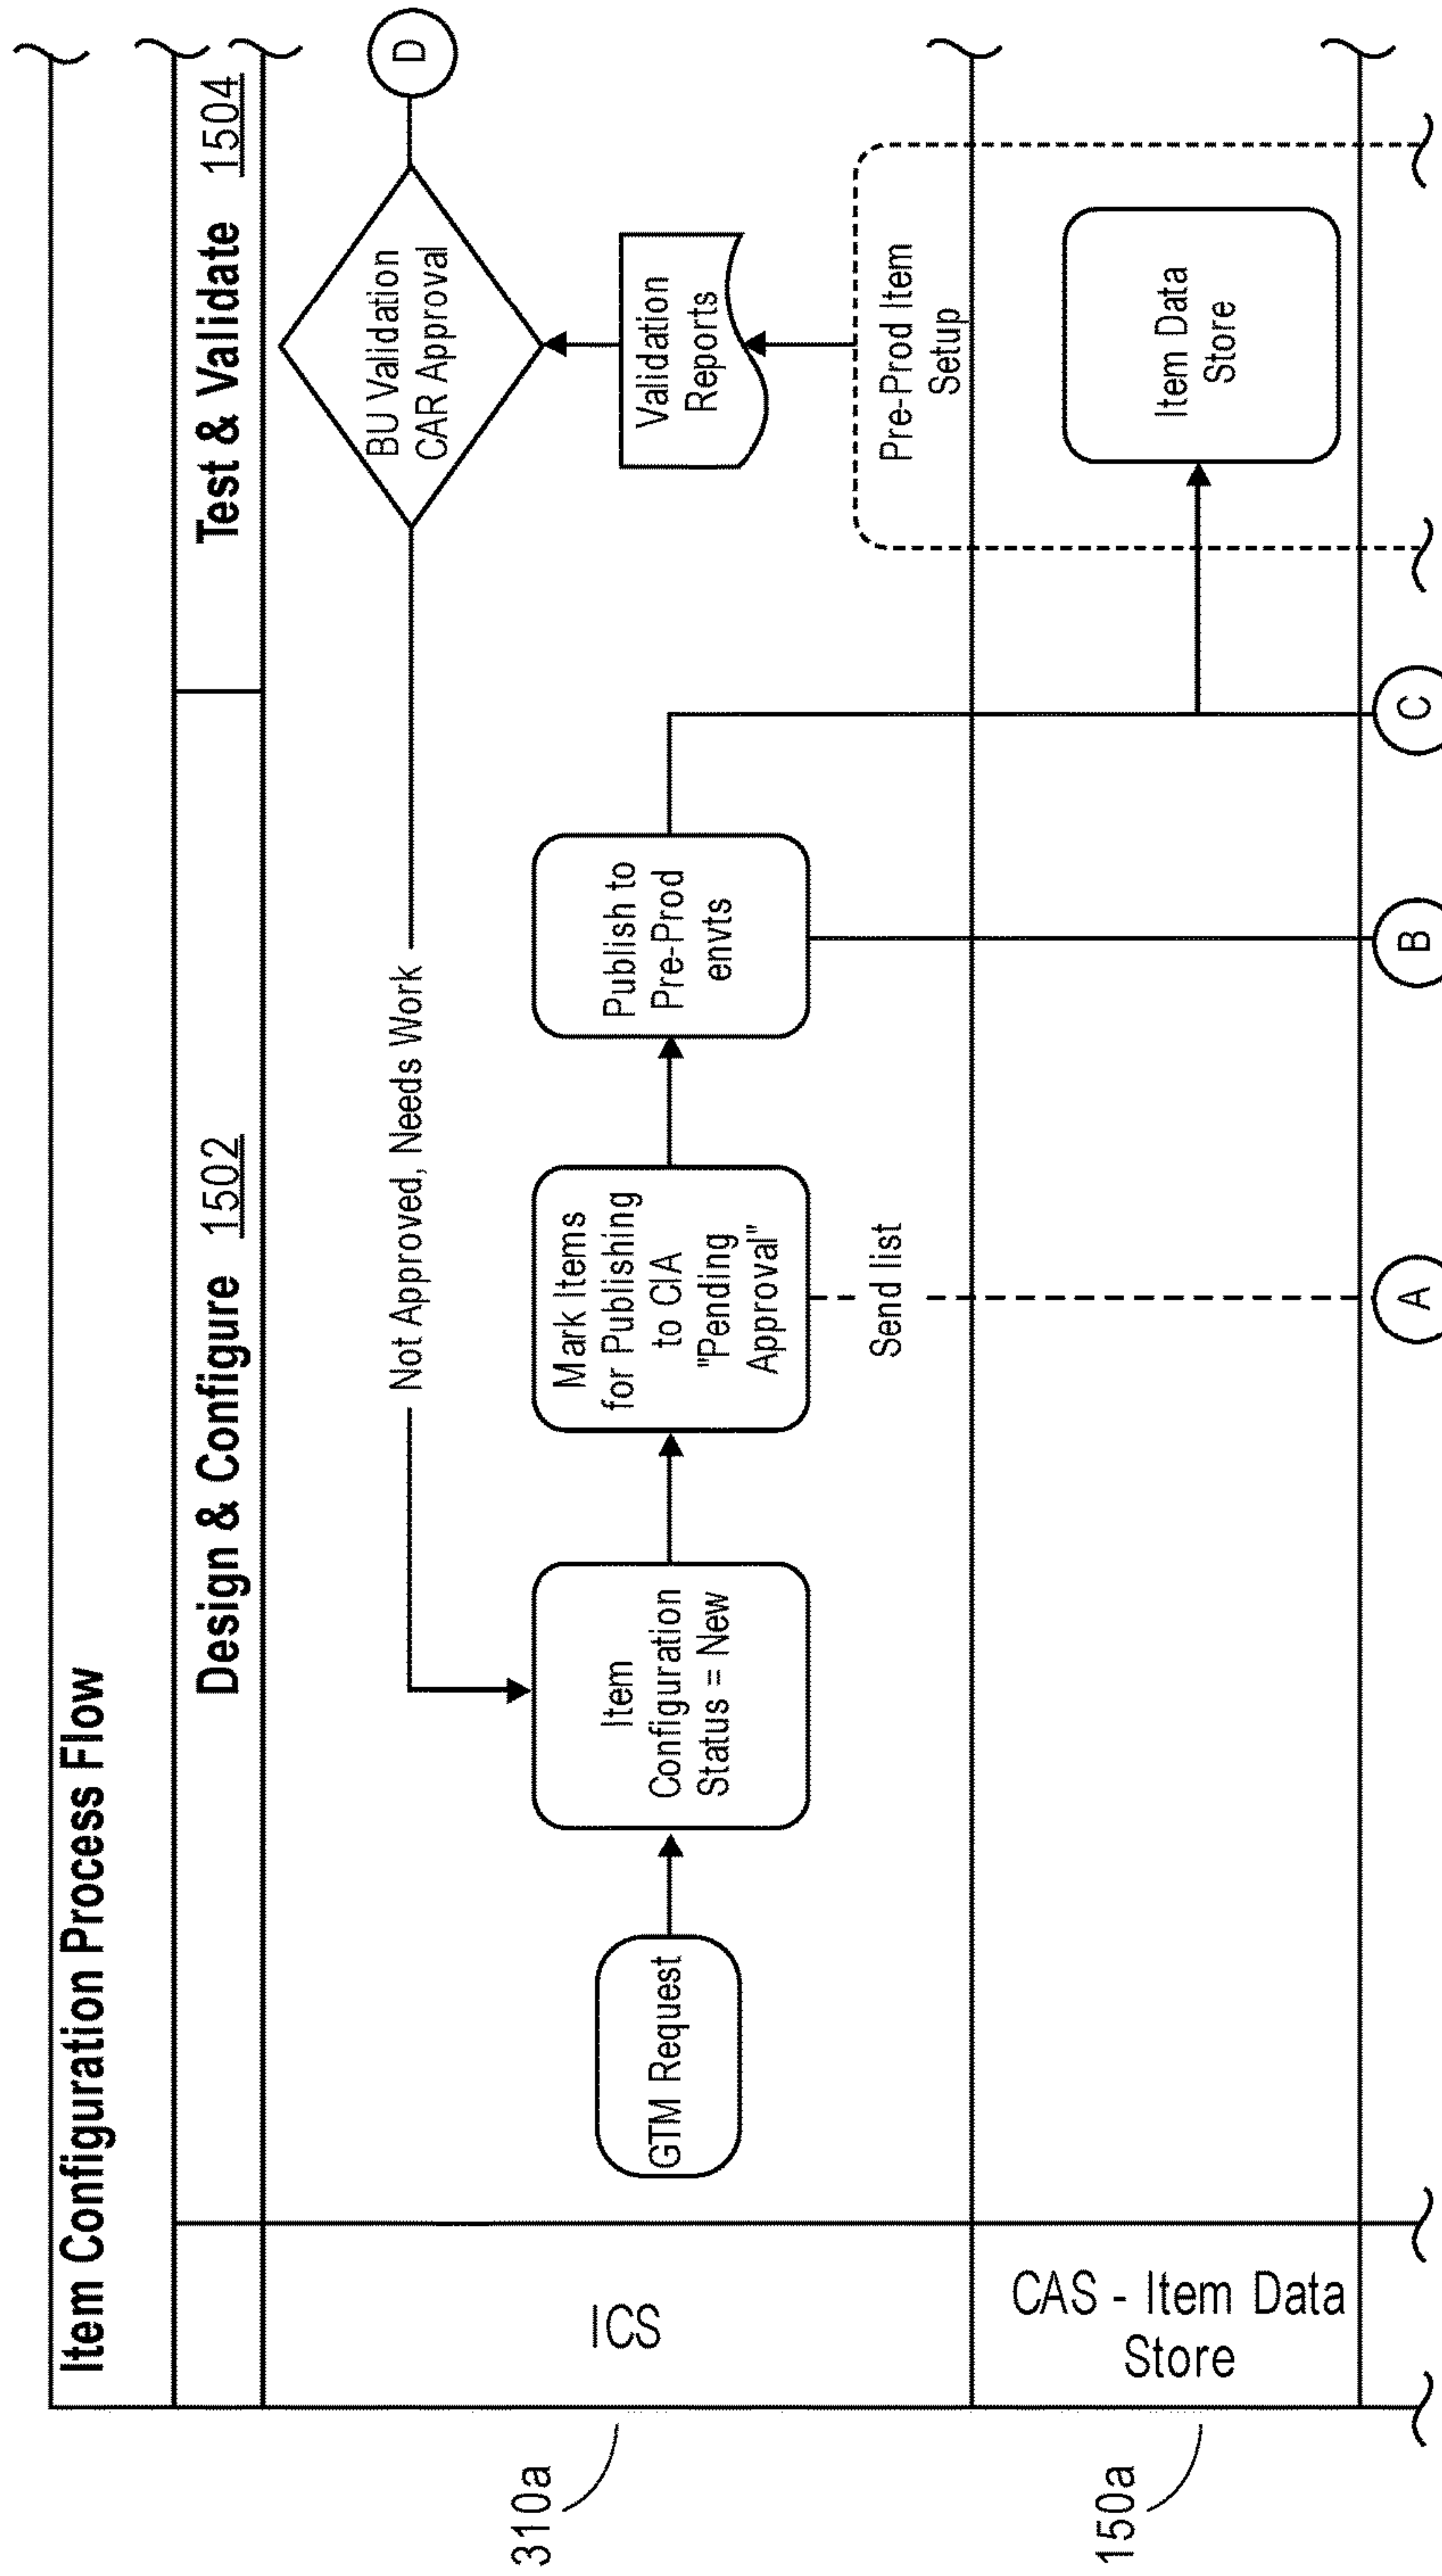 Item Configuration Process Flow
Design & Configure 1502
Test & Validate 1504
310a
ICS
GTM Request
Item
Configuration
Status = New
Mark Items
for Publishing
to CIA
"Pending
Approval"
Publish to
Pre-Prod
envts
Not Approved, Needs Work
BU Validation
CAR Approval
D
Validation
Reports
Send list
Pre-Prod Item
Setup
150a
CAS - Item Data
Store
Item Data
Store
A
B
C